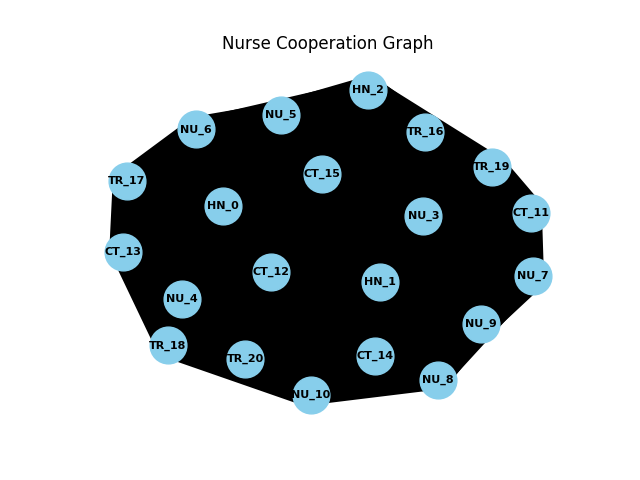 Nurse Cooperation Graph
HN_2
NU_5
NU_6
TR_16
TR_19
CT_15
TR_17
HN_0
CT_11
NU_3
CT_13
CT_12
NU_7
HN_1
NU_4
NU_9
TR_18
CT_14
TR_20
NU_8
NU_10